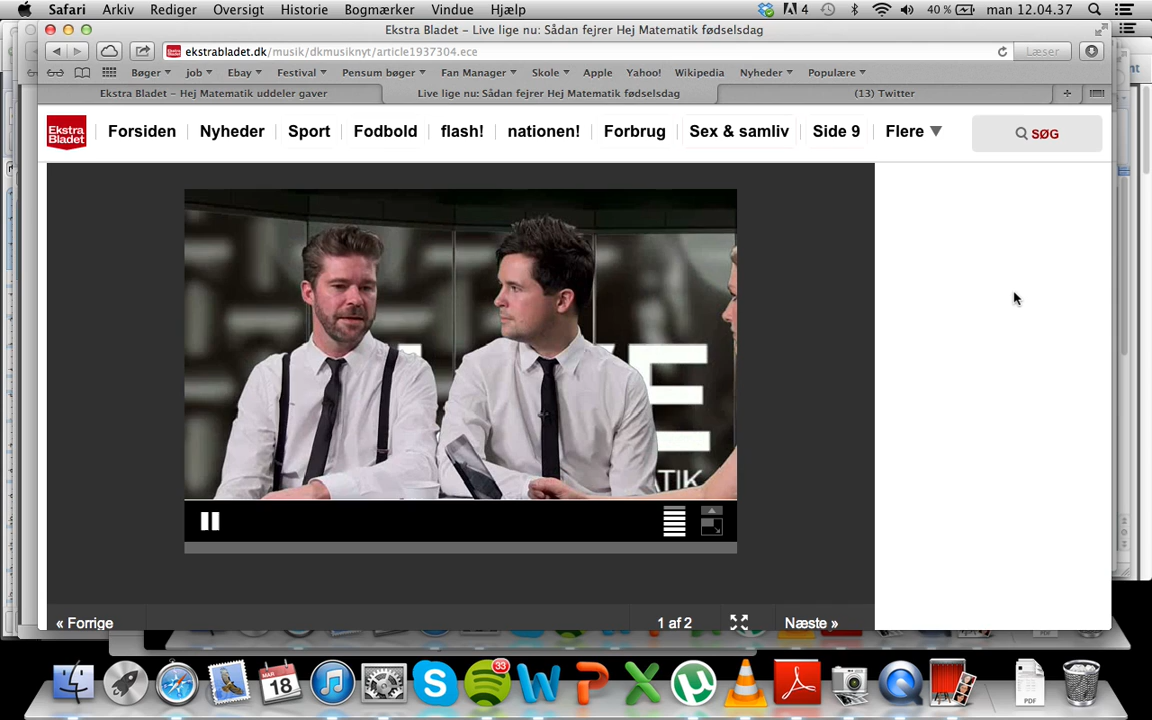 Safari Arkiv Rediger Oversigt Historie Bogmærker Vindue Hjælp 4 40 % man 12.04.37
Ekstra Bladet – Live lige nu: Sådan fejrer Hej Matematik fødselsdag
ekstrabladet.dk/musik/dkmusiknyt/article1937304.ece Læser
Bøger job Ebay Festival Pensum bøger Fan Manager Skole Apple Yahoo! Wikipedia Nyheder Populære
Ekstra Bladet – Hej Matematik uddeler gaver Live lige nu: Sådan fejrer Hej Matematik fødselsdag (13) Twitter
Ekstra Bladet Forsiden Nyheder Sport Fodbold flash! nationen! Forbrug Sex & samliv Side 9 Flere SØG
E
ATIK
« Forrige 1 af 2 Næste »
MAR 18 33 PDF